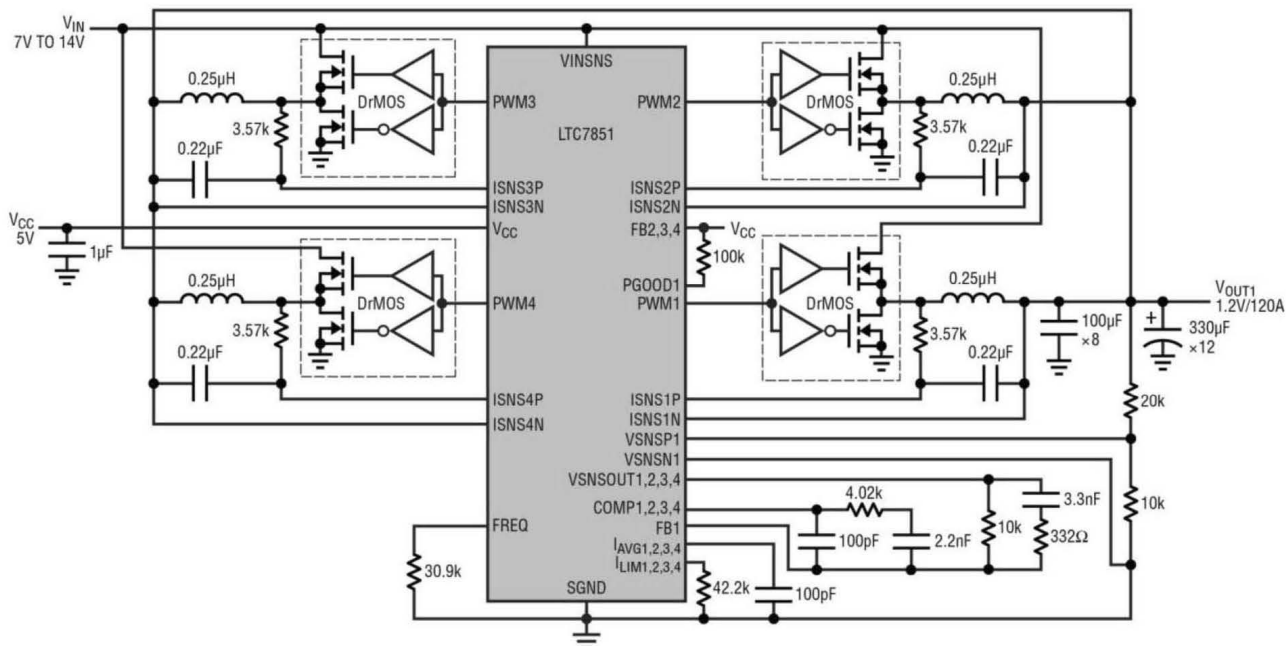 VIN
7V TO 14V
0.25µH
DrMOS
3.57k
0.22µF
VINSNS
PWM3
PWM2
LTC7851
DrMOS
0.25µH
3.57k
0.22µF
ISNS3P
ISNS3N
ISNS2P
ISNS2N
VCC
5V
1µF
VCC
FB2,3,4
VCC
100k
PGOOD1
0.25µH
DrMOS
3.57k
0.22µF
PWM4
PWM1
DrMOS
0.25µH
3.57k
0.22µF
100µF
×8
+
330µF
×12
VOUT1
1.2V/120A
ISNS4P
ISNS4N
ISNS1P
ISNS1N
VSNSP1
VSNSN1
VSNSOUT1,2,3,4
COMP1,2,3,4
FB1
IAVG1,2,3,4
ILIM1,2,3,4
FREQ
SGND
30.9k
42.2k
100pF
100pF
4.02k
2.2nF
10k
3.3nF
332Ω
20k
10k